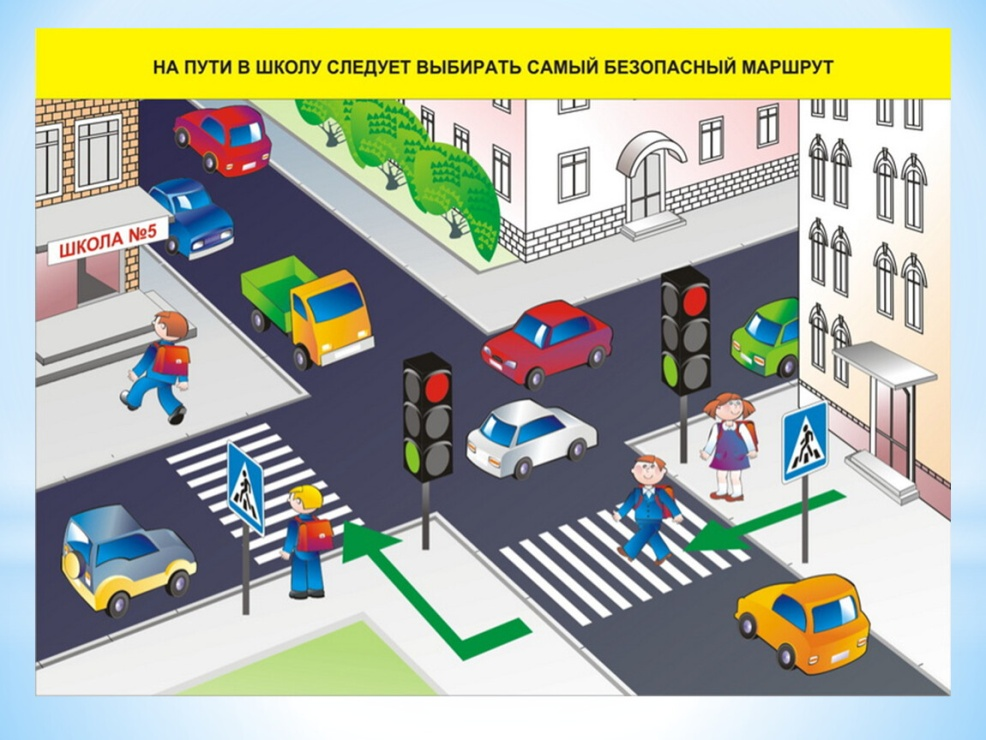 НА ПУТИ В ШКОЛУ СЛЕДУЕТ ВЫБИРАТЬ САМЫЙ БЕЗОПАСНЫЙ МАРШРУТ
ШКОЛА №5